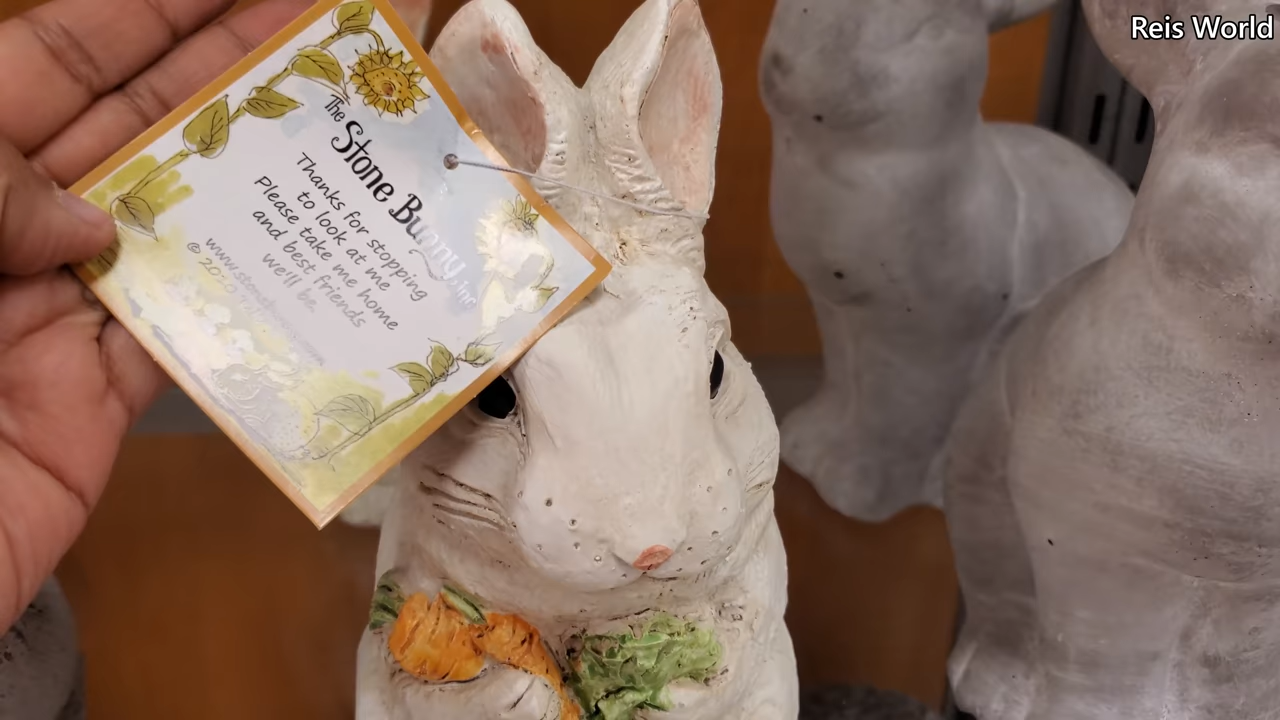 Reis World
The
Stone Bunny, inc
Thanks for stopping
to look at me
Please take me home
and best friends
we'll be.